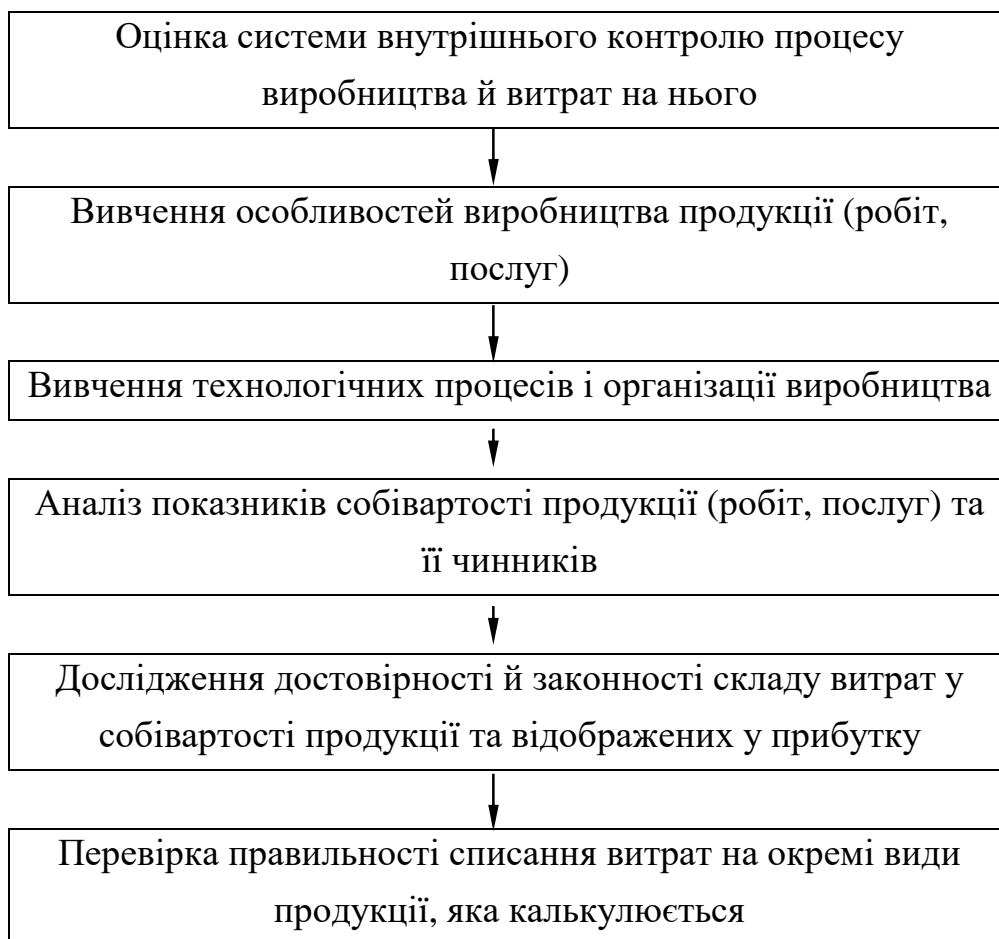 Оцінка системи внутрішнього контролю процесу
виробництва й витрат на нього
Вивчення особливостей виробництва продукції (робіт,
послуг)
Вивчення технологічних процесів і організації виробництва
Аналіз показників собівартості продукції (робіт, послуг) та
її чинників
Дослідження достовірності й законності складу витрат у
собівартості продукції та відображених у прибутку
Перевірка правильності списання витрат на окремі види
продукції, яка калькулюється